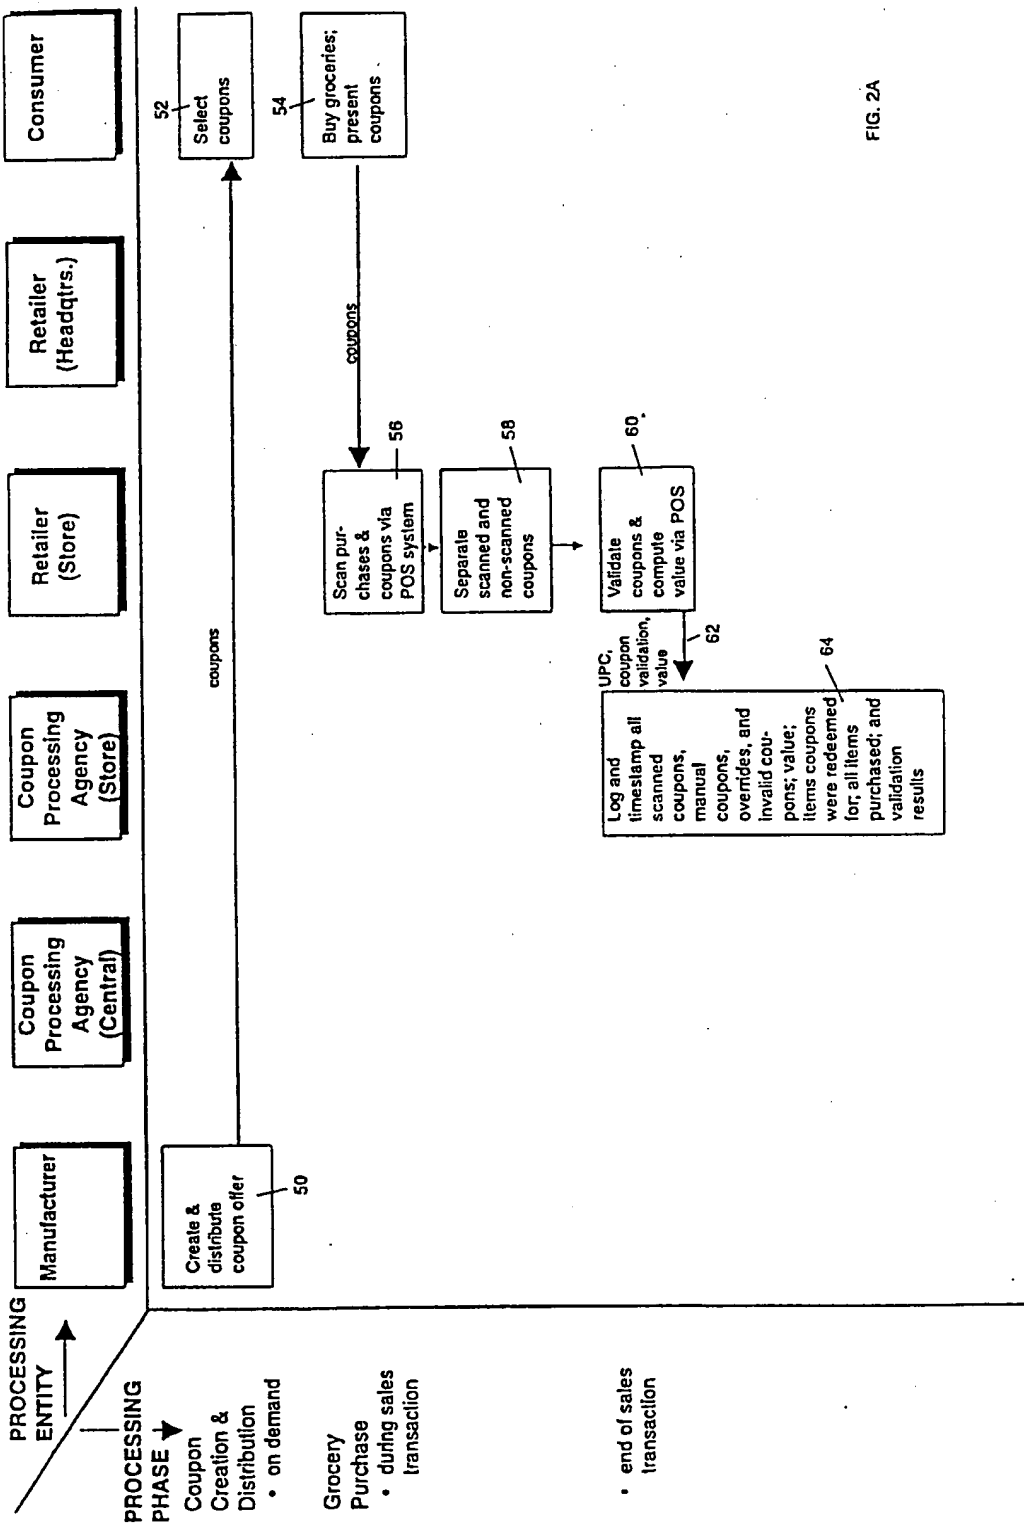 PROCESSING
ENTITY
PROCESSING
PHASE
Manufacturer
Coupon
Processing
Agency
(Central)
Coupon
Processing
Agency
(Store)
Retailer
(Store)
Retailer
(Headqtrs.)
Consumer
Coupon
Creation &
Distribution
• on demand
Create &
distribute
coupon offer
50
coupons
52
Select
coupons
Grocery
Purchase
• during sales
transaction
54
Buy groceries;
present
coupons
coupons
Scan pur-
chases &
coupons via
POS system
56
Separate
scanned and
non-scanned
coupons
58
• end of sales
transaction
Validate
coupons &
compute
value via POS
60
UPC,
coupon
validation,
value
62
Log and
timestamp all
scanned
coupons,
manual
coupons,
overrides, and
invalid cou-
pons; value;
items coupons
were redeemed
for; all items
purchased; and
validation
results
64
FIG. 2A